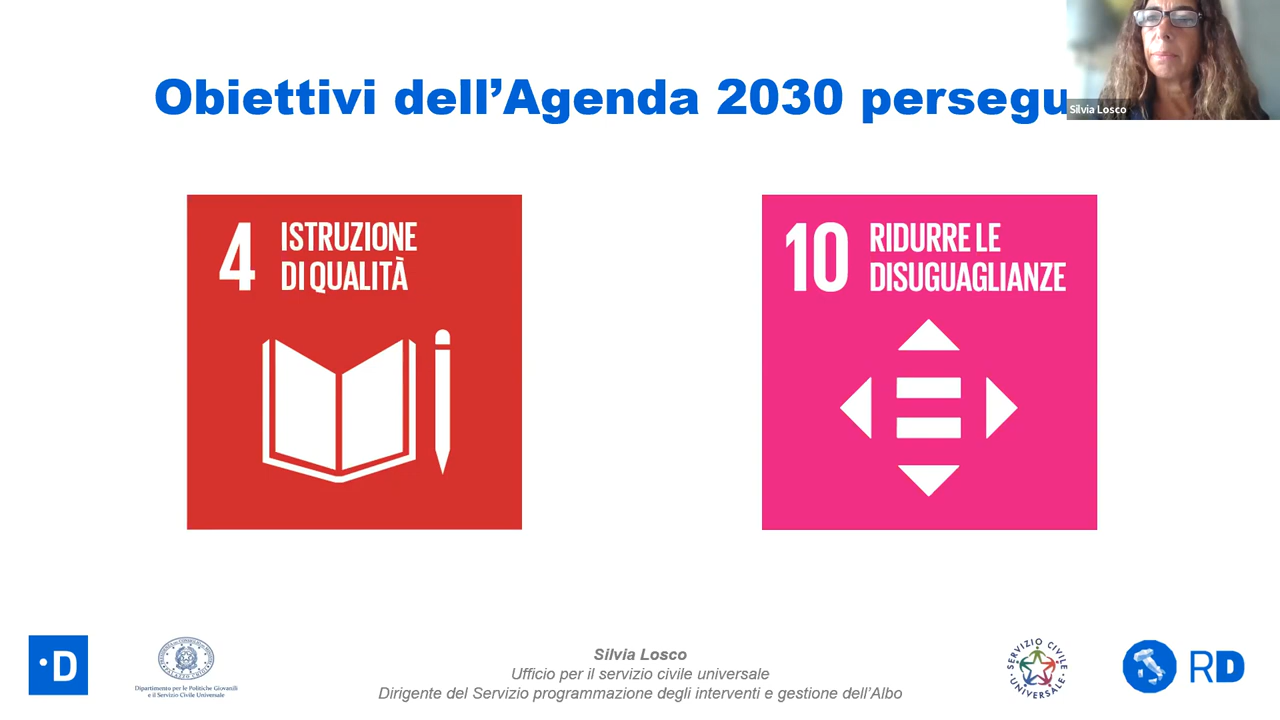 Obiettivi dell’Agenda 2030 persegu
Silvia Losco
4 ISTRUZIONE
DI QUALITÀ
10 RIDURRE LE
DISUGUAGLIANZE
·D
Dipartimento per le Politiche Giovanili
e il Servizio Civile Universale
Silvia Losco
Ufficio per il servizio civile universale
Dirigente del Servizio programmazione degli interventi e gestione dell’Albo
SERVIZIO CIVILE
UNIVERSALE
RD